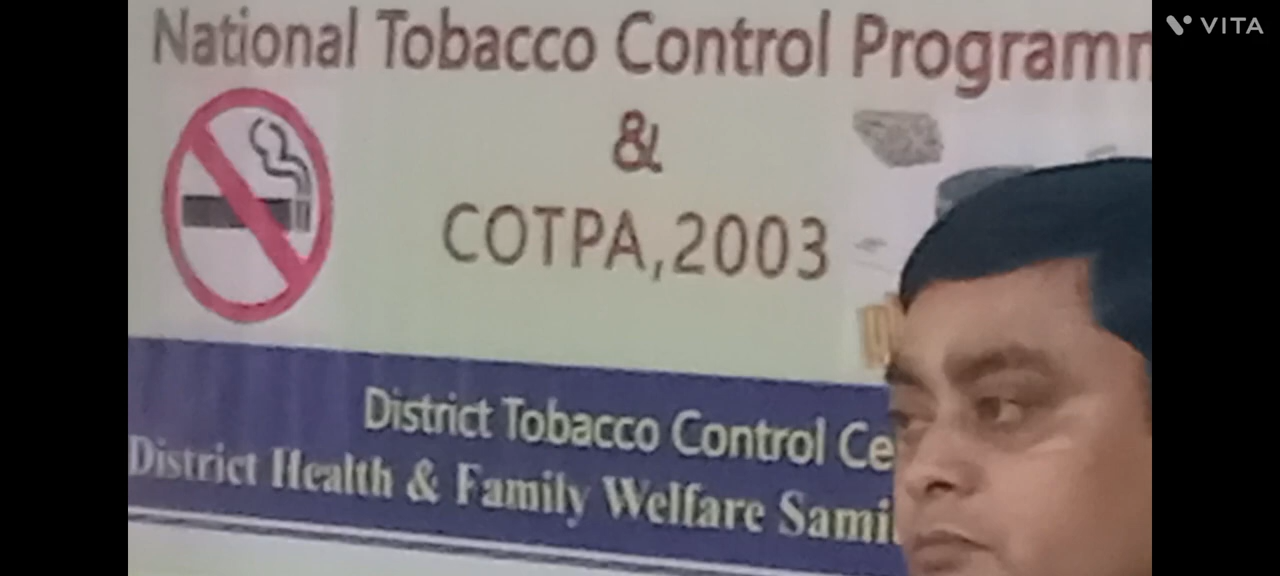 National Tobacco Control Programm
&
COTPA,2003
District Tobacco Control Ce
District Health & Family Welfare Sami
VITA